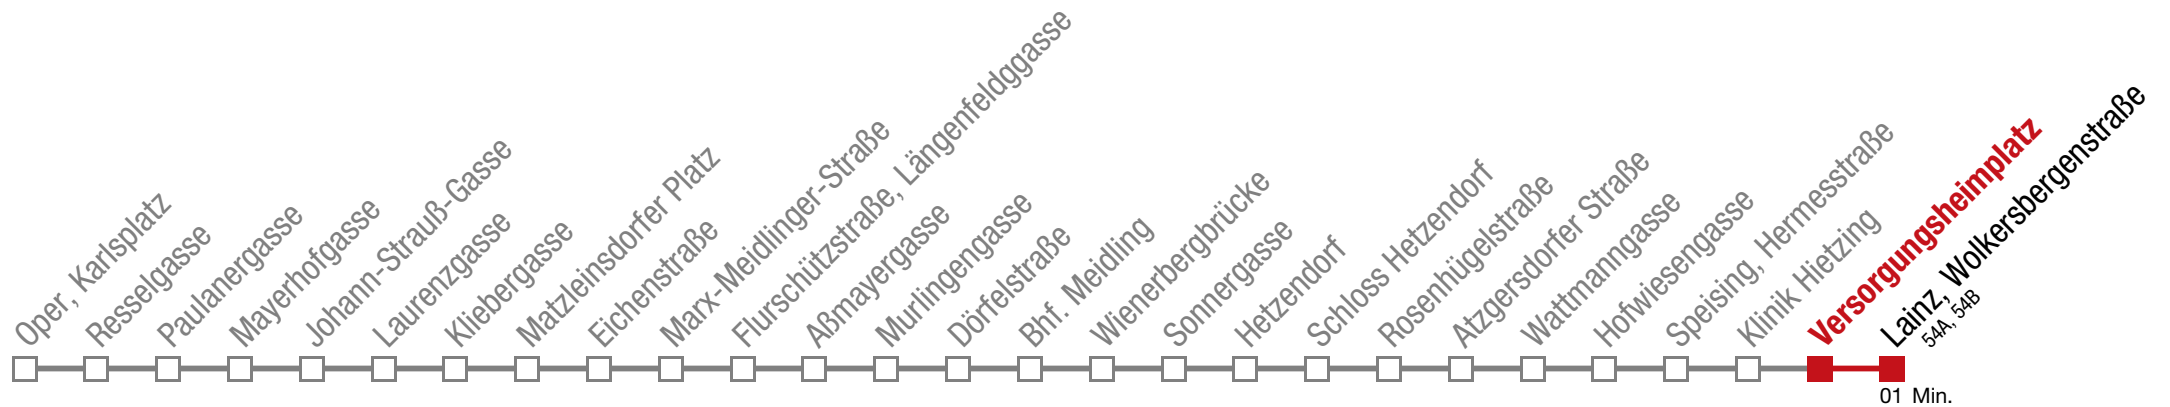 Oper, Karlsplatz
Resselgasse
Paulanergasse
Mayerhofgasse
Johann-Strauß-Gasse
Laurenzgasse
Kliebergasse
Matzleinsdorfer Platz
Eichenstraße
Marx-Meidlinger-Straße
Flurschützstraße, Längenfeldggasse
Aßmayergasse
Murlingengasse
Dörfelstraße
Bhf. Meidling
Wienerbergbrücke
Sonnergasse
Hetzendorf
Schloss Hetzendorf
Rosenhügelstraße
Atzgersdorfer Straße
Wattmanngasse
Hofwiesengasse
Speising, Hermesstraße
Klinik Hietzing
Versorgungsheimplatz
Lainz, Wolkersbergenstraße
54A, 54B
01 Min.